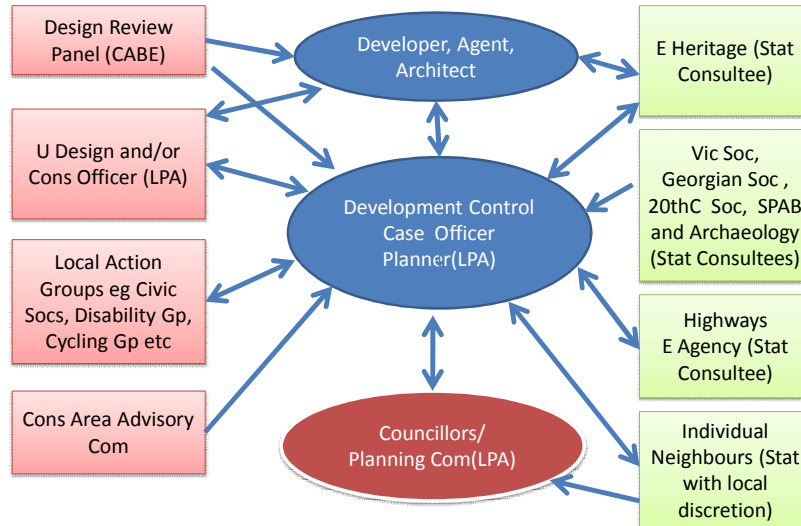 Design Review
Panel (CABE)
U Design and/or
Cons Officer (LPA)
Local Action
Groups eg Civic
Socs, Disability Gp,
Cycling Gp etc
Cons Area Advisory
Com
Developer, Agent,
Architect
Development Control
Case Officer
Planner(LPA)
Councillors/
Planning Com(LPA)
E Heritage (Stat
Consultee)
Vic Soc,
Georgian Soc ,
20thC Soc, SPAB
and Archaeology
(Stat Consultees)
Highways
E Agency (Stat
Consultee)
Individual
Neighbours (Stat
with local
discretion)